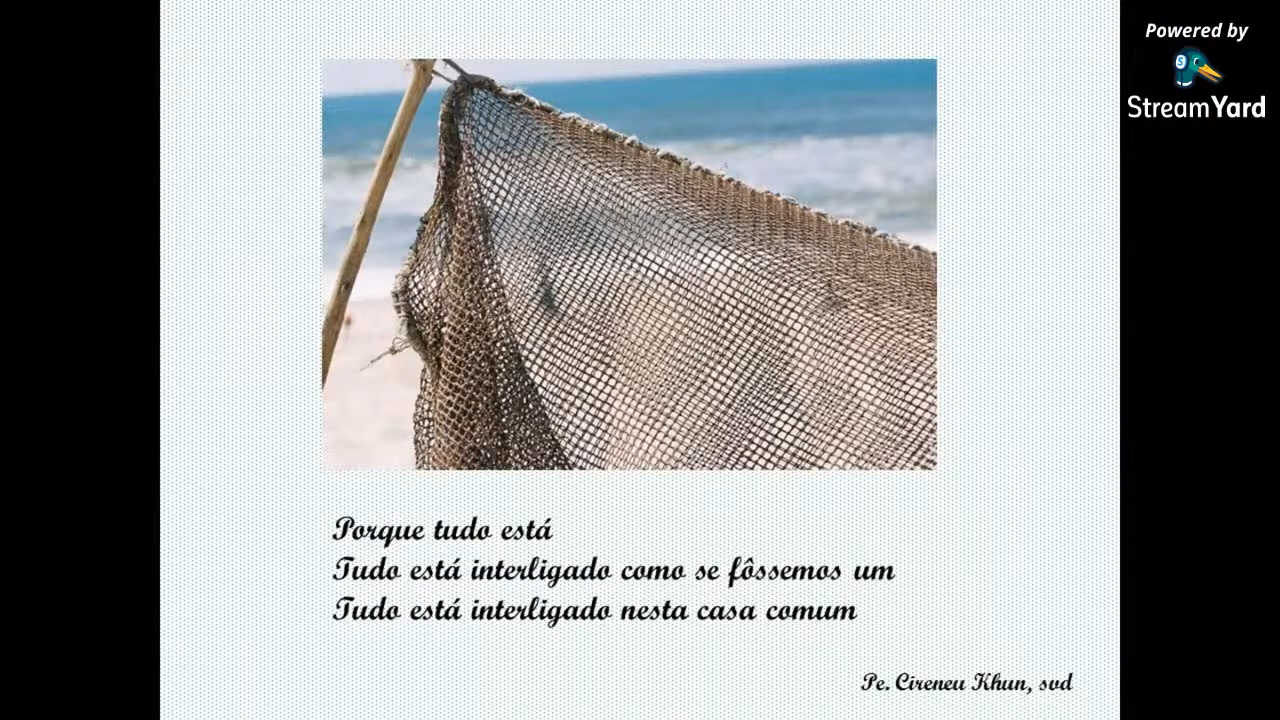 Powered by
StreamYard
Porque tudo está
Tudo está interligado como se fôssemos um
Tudo está interligado nesta casa comum
Pe. Cireneu Khun, svd